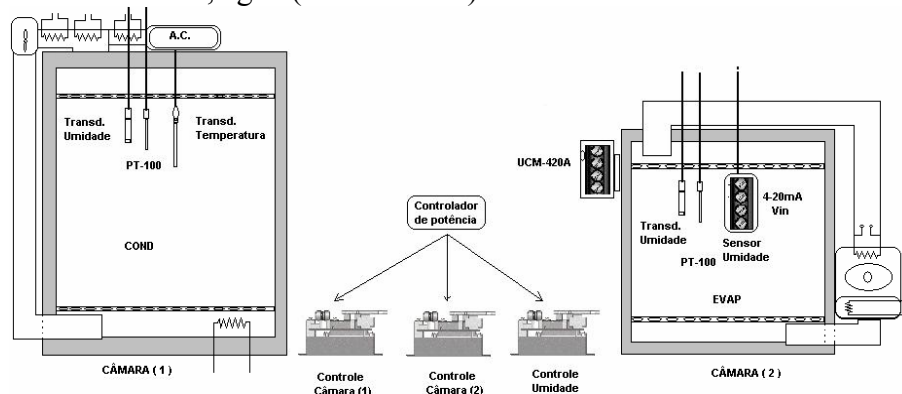 A.C.
Transd.
Umidade
Transd.
Temperatura
PT-100
COND
CÂMARA ( 1 )
Controlador
de potência
Controle
Câmara (1)
Controle
Câmara (2)
Controle
Umidade
UCM-420A
Transd.
Umidade
PT-100
4-20mA
Vin
Sensor
Umidade
EVAP
CÂMARA ( 2 )